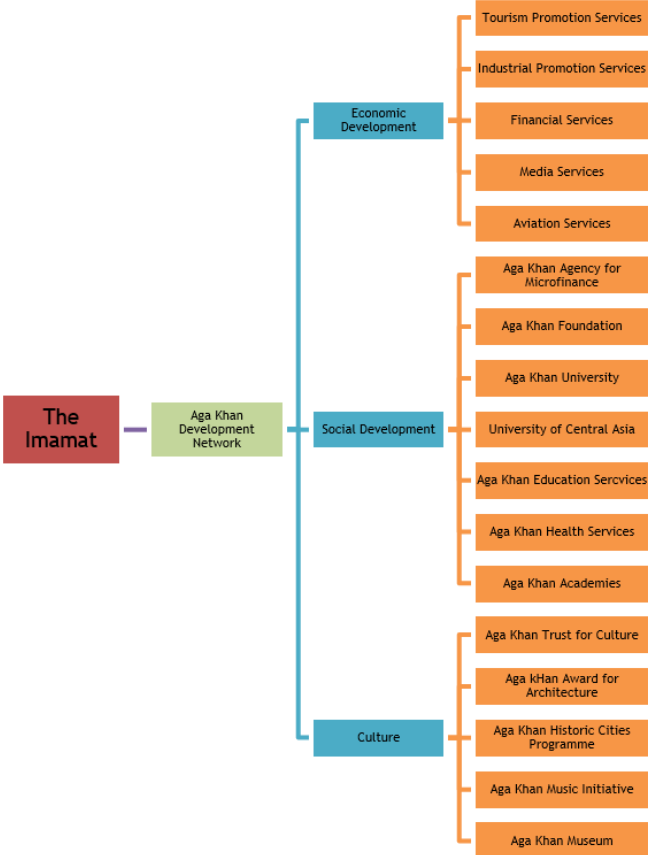 Tourism Promotion Services
Industrial Promotion Services
Economic
Development
Financial Services
Media Services
Aviation Services
Aga Khan Agency for
Microfinance
Aga Khan Foundation
Aga Khan University
The
Imamat
Aga Khan
Development
Network
Social Development
University of Central Asia
Aga Khan Education Sercvices
Aga Khan Health Services
Aga Khan Academies
Aga Khan Trust for Culture
Aga kHan Award for
Architecture
Culture
Aga Khan Historic Cities
Programme
Aga Khan Music Initiative
Aga Khan Museum